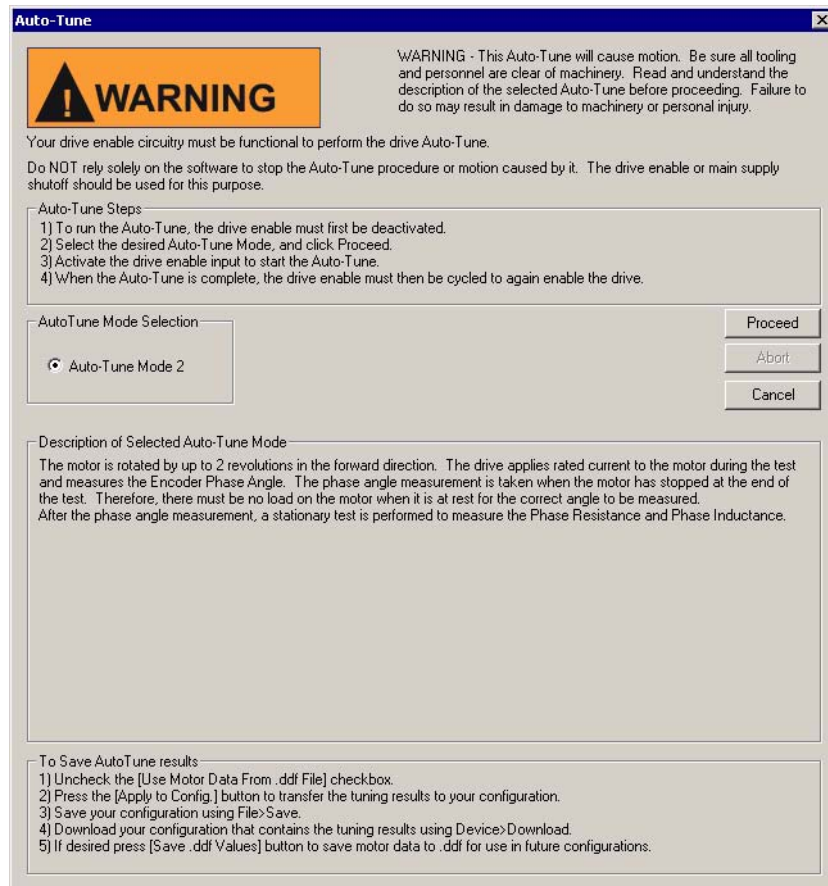 Auto-Tune
WARNING
WARNING - This Auto-Tune will cause motion. Be sure all tooling
and personnel are clear of machinery. Read and understand the
description of the selected Auto-Tune before proceeding. Failure to
do so may result in damage to machinery or personal injury.
Your drive enable circuitry must be functional to perform the drive Auto-Tune.
Do NOT rely solely on the software to stop the Auto-Tune procedure or motion caused by it. The drive enable or main supply
shutoff should be used for this purpose.
Auto-Tune Steps
1) To run the Auto-Tune, the drive enable must first be deactivated.
2) Select the desired Auto-Tune Mode, and click Proceed.
3) Activate the drive enable input to start the Auto-Tune.
4) When the Auto-Tune is complete, the drive enable must then be cycled to again enable the drive.
AutoTune Mode Selection
Auto-Tune Mode 2
Proceed
Abort
Cancel
Description of Selected Auto-Tune Mode
The motor is rotated by up to 2 revolutions in the forward direction. The drive applies rated current to the motor during the test
and measures the Encoder Phase Angle. The phase angle measurement is taken when the motor has stopped at the end of
the test. Therefore, there must be no load on the motor when it is at rest for the correct angle to be measured.
After the phase angle measurement, a stationary test is performed to measure the Phase Resistance and Phase Inductance.
To Save AutoTune results
1) Uncheck the [Use Motor Data From .ddf File] checkbox.
2) Press the [Apply to Config.] button to transfer the tuning results to your configuration.
3) Save your configuration using File>Save.
4) Download your configuration that contains the tuning results using Device>Download.
5) If desired press [Save .ddf Values] button to save motor data to .ddf for use in future configurations.